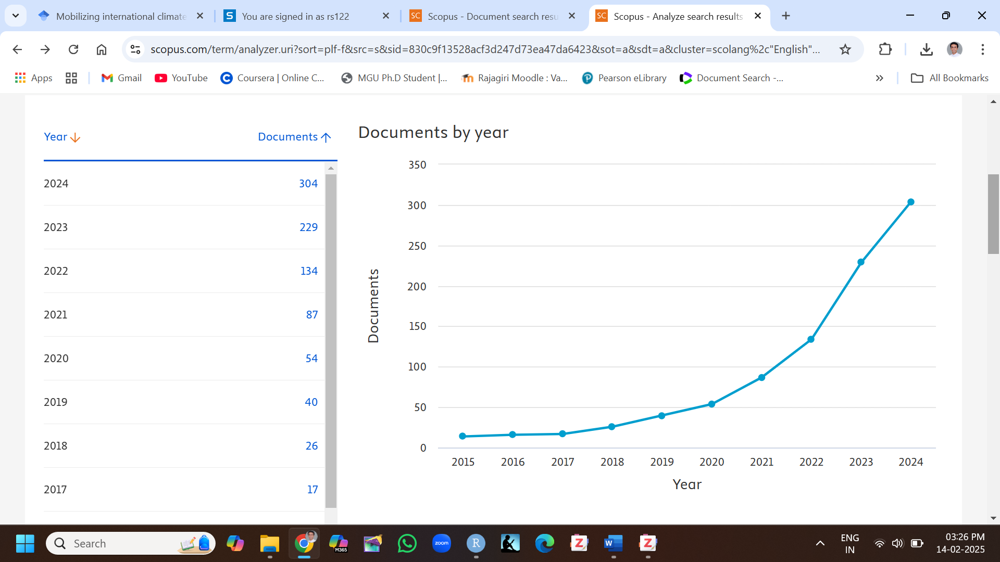 Mobilizing international climate
You are signed in as rs122
Scopus - Document search resu
Scopus - Analyze search results
scopus.com/term/analyzer.uri?sort=plf-f&src=s&sid=830c9f13528acf3d247d73ea47da6423&sot=a&sdt=a&cluster=scolang%2c"English"...
Apps
Gmail
YouTube
Coursera | Online C...
MGU Ph.D Student |...
Rajagiri Moodle : Va...
Pearson eLibrary
Document Search -...
»
All Bookmarks
Year
Documents
2024 304
2023 229
2022 134
2021 87
2020 54
2019 40
2018 26
2017 17
Documents by year
350
300
250
200
150
100
50
0
Documents
2015 2016 2017 2018 2019 2020 2021 2022 2023 2024
Year
Search
M365
zoom
ENG
IN
03:26 PM
14-02-2025